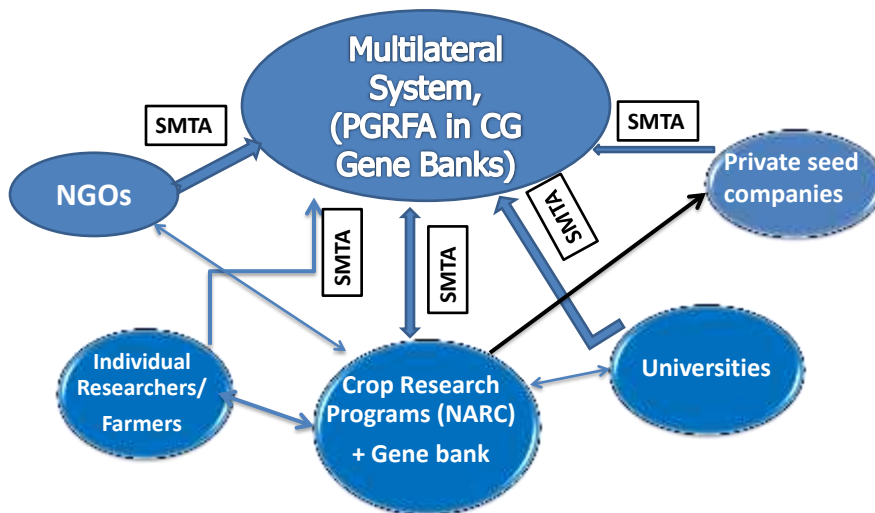 Multilateral
System,
(PGRFA in CG
Gene Banks)
SMTA
SMTA
NGOs
Private seed
companies
SMTA
SMTA
SMTA
Individual
Researchers/
Farmers
Crop Research
Programs (NARC)
+ Gene bank
Universities